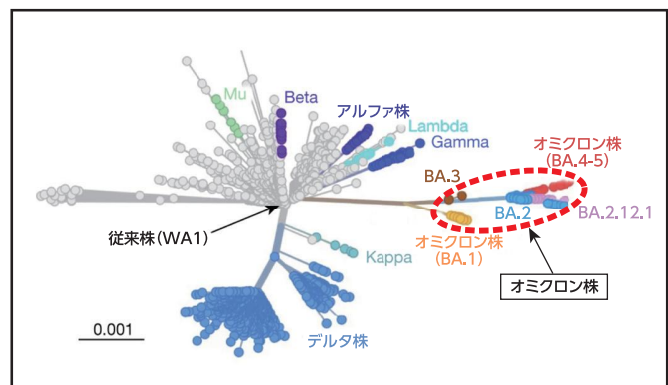 Mu
Beta
アルファ株
Lambda
Gamma
オミクロン株
(BA.4-5)
BA.3
BA.2
BA.2.12.1
従来株(WA1)
オミクロン株
(BA.1)
Kappa
オミクロン株
0.001
デルタ株